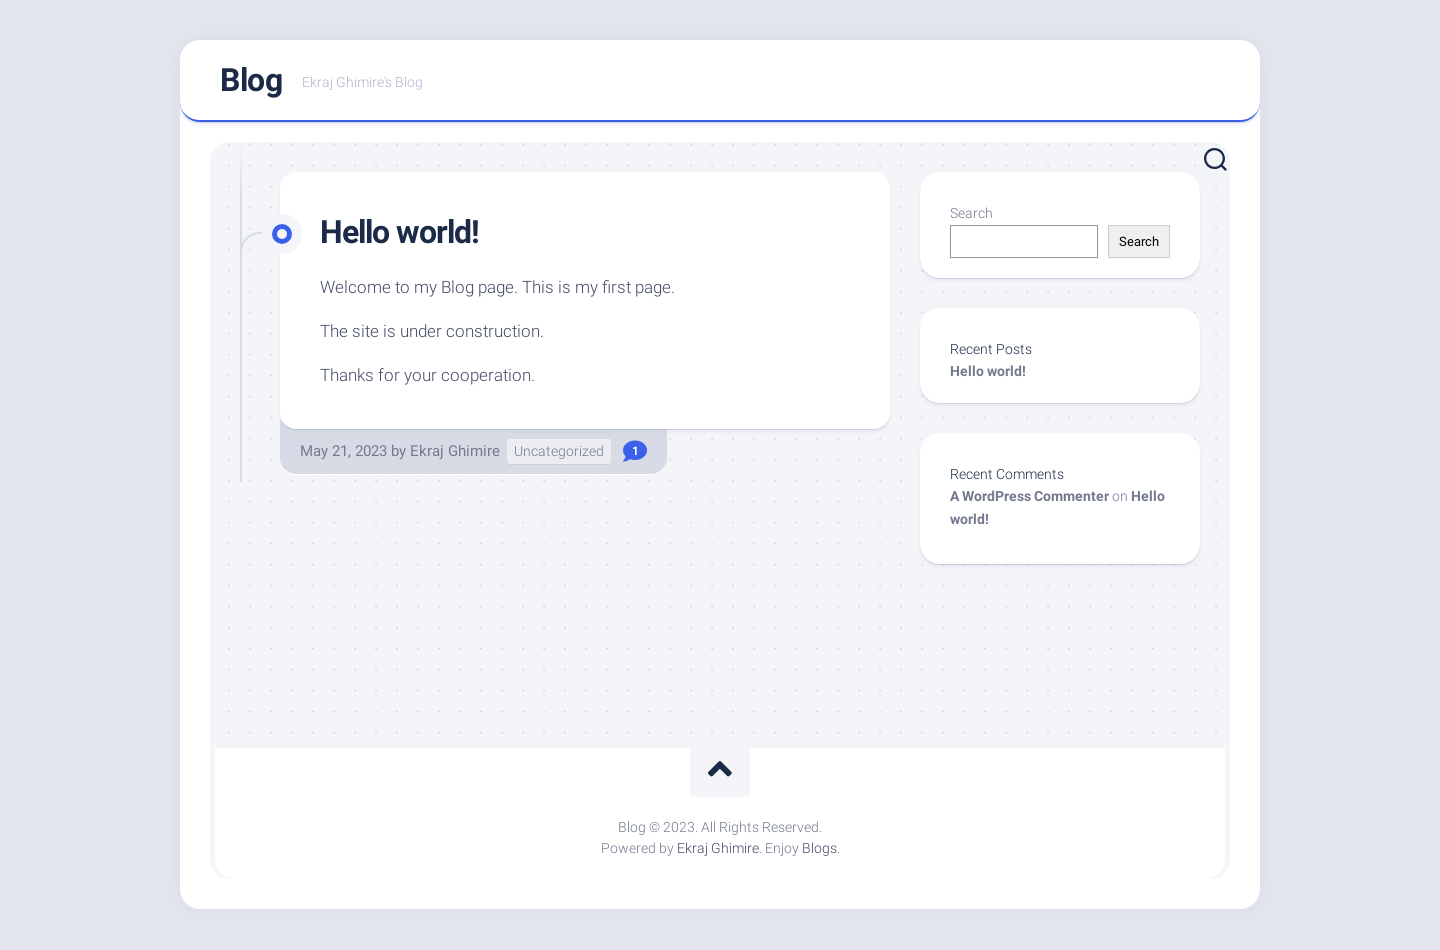 Blog
Ekraj Ghimire's Blog
Hello world!
Welcome to my Blog page. This is my first page.
The site is under construction.
Thanks for your cooperation.
May 21, 2023 by Ekraj Ghimire Uncategorized 1
Search
Search
Recent Posts
Hello world!
Recent Comments
A WordPress Commenter on Hello
world!
Blog © 2023. All Rights Reserved.
Powered by Ekraj Ghimire. Enjoy Blogs.